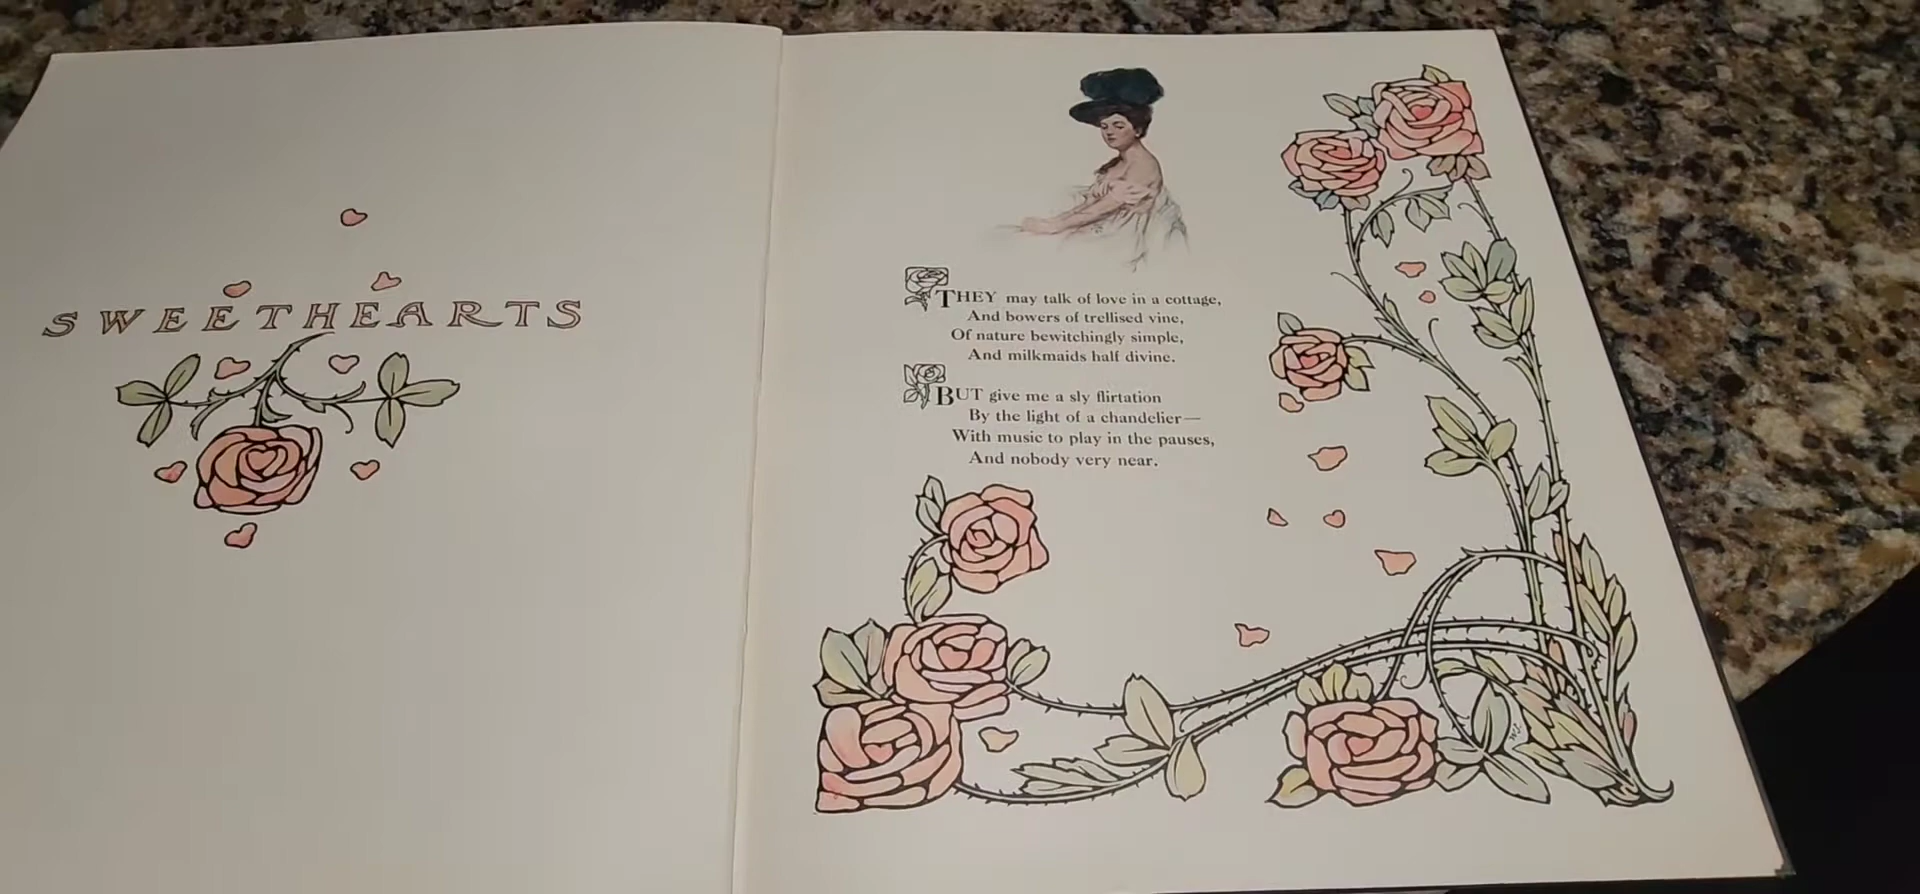 SWEETHEARTS
THEY may talk of love in a cottage,
And bowers of trellised vine,
Of nature bewitchingly simple,
And milkmaids half divine.
BUT give me a sly flirtation
By the light of a chandelier—
With music to play in the pauses,
And nobody very near.